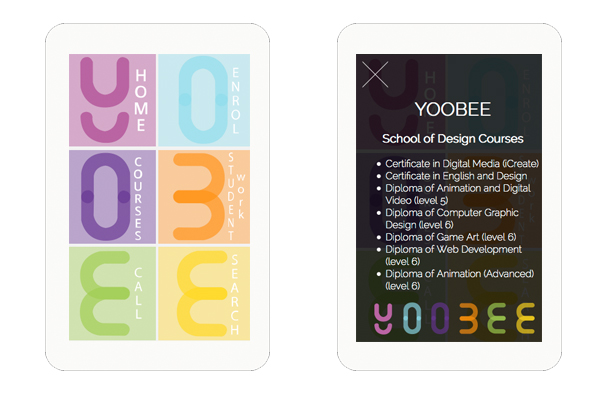 Y
HOME
O
ENROL
O
COURSES
B
STUDENT
work
E
CALL
E
SEARCH
YOOBEE
School of Design Courses
Certificate in Digital Media (iCreate)
Certificate in English and Design
Diploma of Animation and Digital
Video (level 5)
Diploma of Computer Graphic
Design (level 6)
Diploma of Game Art (level 6)
Diploma of Web Development
(level 6)
Diploma of Animation (Advanced)
(level 6)
YOOBEE